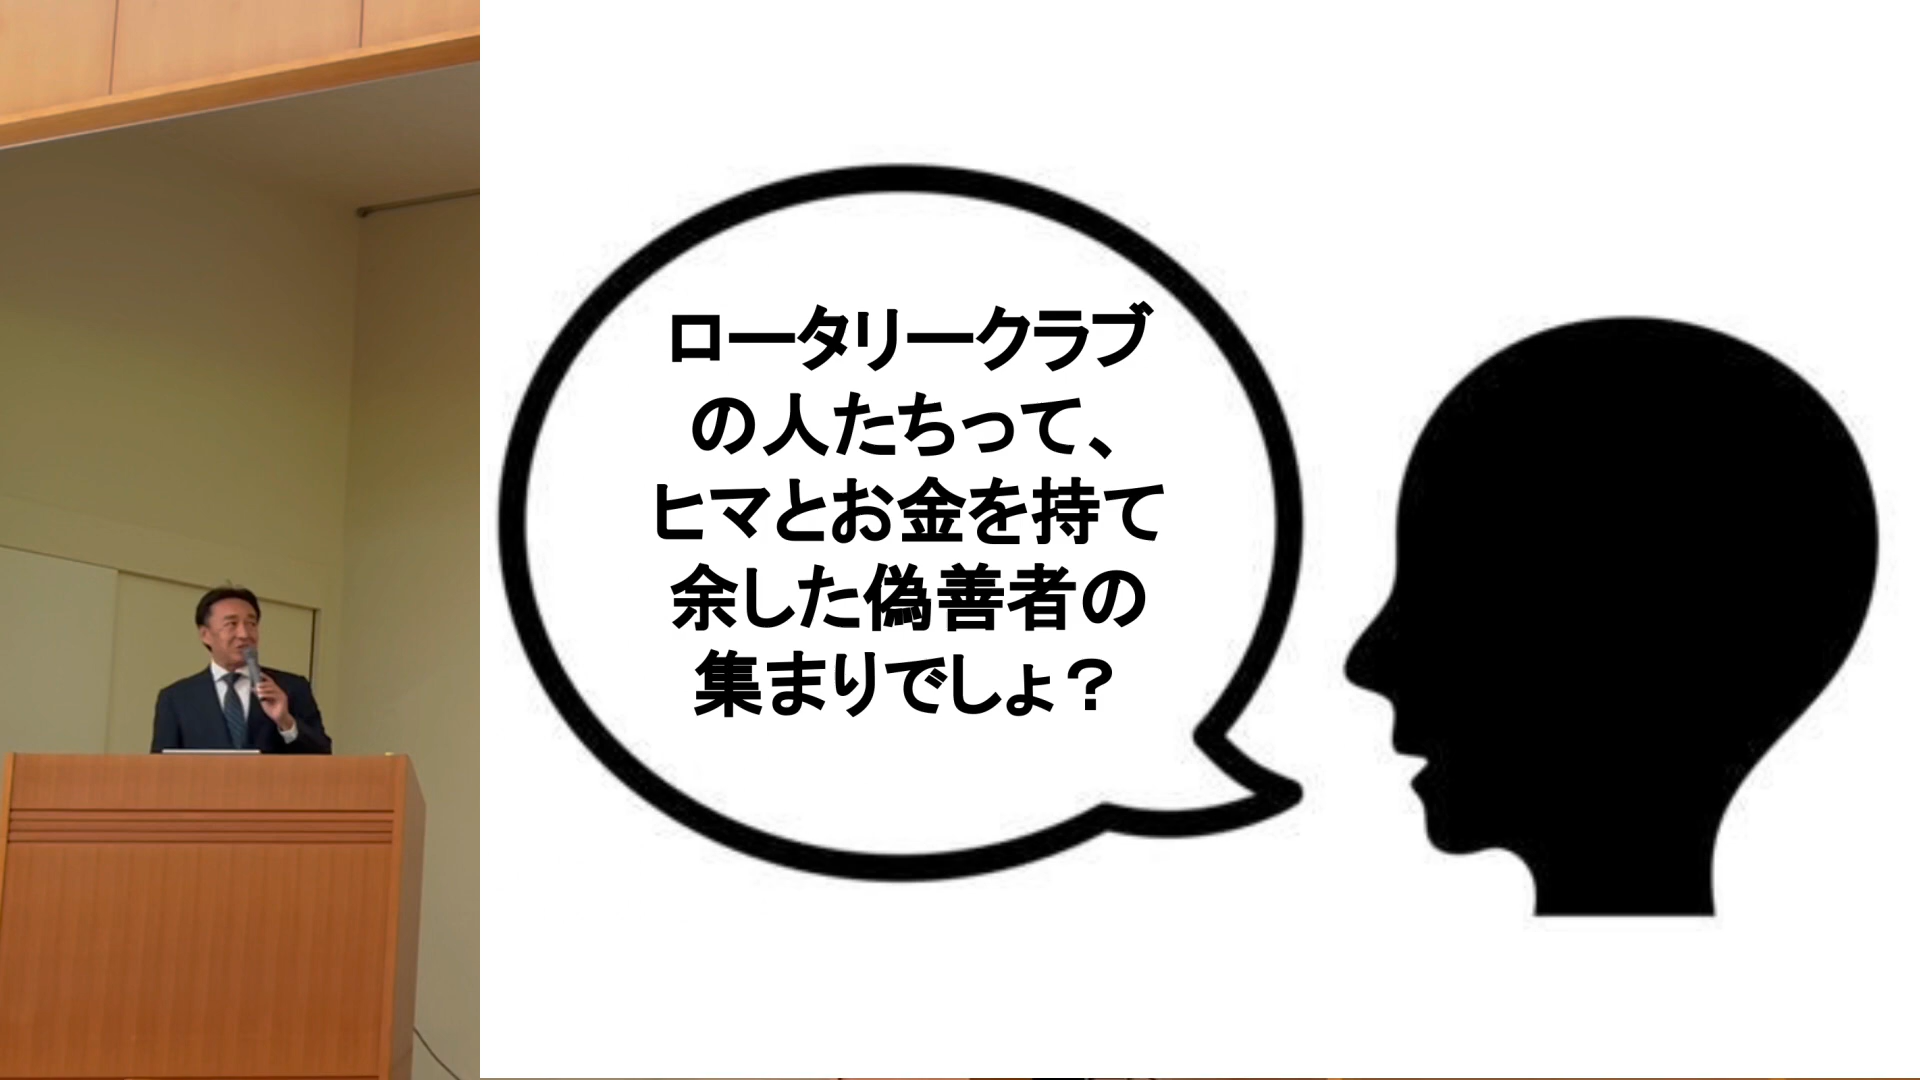 ロータリークラブ
の人たちって、
ヒマとお金を持て
余した偽善者の
集まりでしょ？